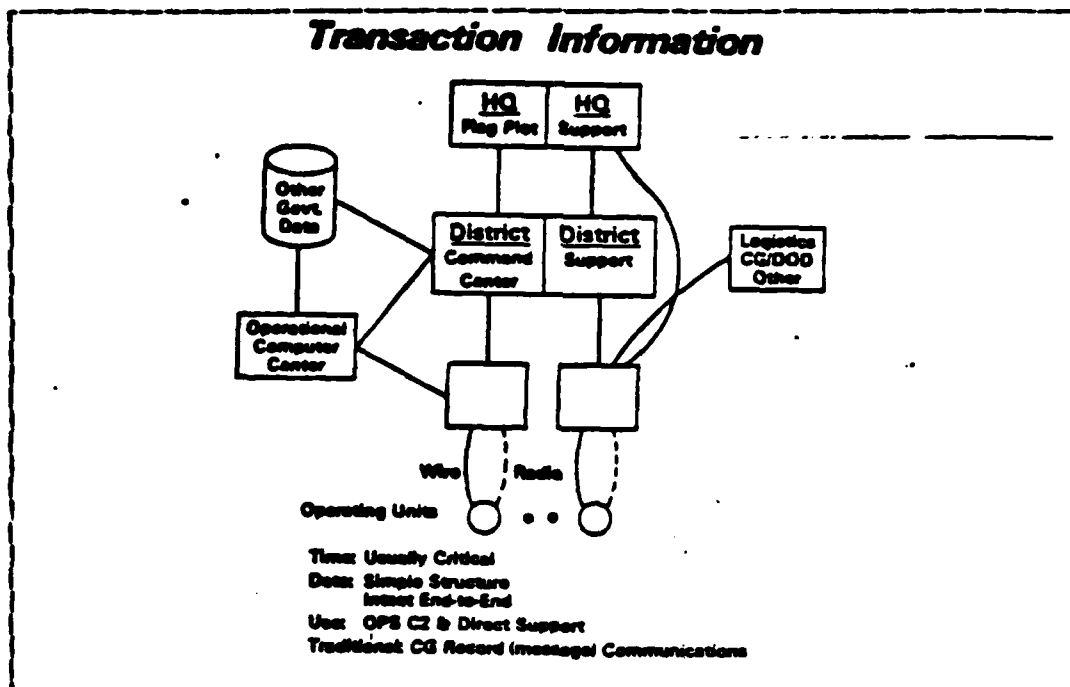 Transaction Information
HQ
Flag Plot
HQ
Support
Other
Govt.
Data
District
Command
Center
District
Support
Logistics
CG/DOD
Other
Operational
Computer
Center
Wire
Radio
Operating Units
Time: Usually Critical
Data: Simple Structure
Intact End-to-End
Use: OPS C2 & Direct Support
Traditional: CG Record (message) Communications